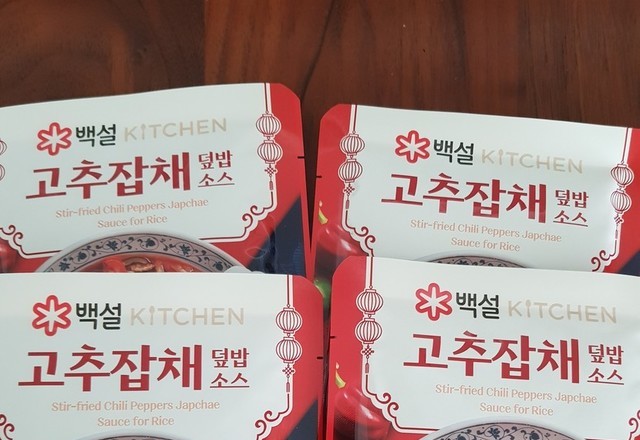 백설 KITCHEN
고추잡채 덮밥
소스
Stir-fried Chili Peppers Japchae
Sauce for Rice
백설 KITCHEN
고추잡채 덮밥
소스
Stir-fried Chili Peppers Japchae
Sauce for Rice
백설 KITCHEN
고추잡채 덮밥
소스
Stir-fried Chili Peppers Japchae
Sauce for Rice
백설 KITCHEN
고추잡채 덮밥
소스
Stir-fried Chili Peppers Japchae
Sauce for Rice